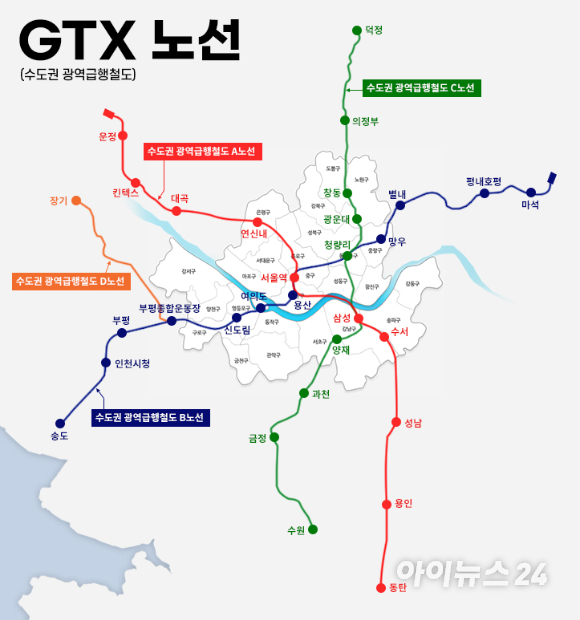 GTX 노선
(수도권 광역급행철도)
덕정
수도권 광역급행철도 C노선
의정부
운정
수도권 광역급행철도 A노선
킨텍스
대곡
장기
도봉구
노원구
창동
별내
평내호평
마석
은평구
강북구
광운대
연신내
성북구
망우
청량리
중랑구
서대문구
종로구
강서구
마포구
서울역
중구
성동구
광진구
강동구
수도권 광역급행철도 D노선
여의도
용산
부평종합운동장
양천구
영등포구
신도림
동작구
삼성
송파구
강남구
수서
부평
구로구
서초구
양재
금천구
관악구
인천시청
과천
수도권 광역급행철도 B노선
성남
송도
금정
용인
수원
아이뉴스24
동탄